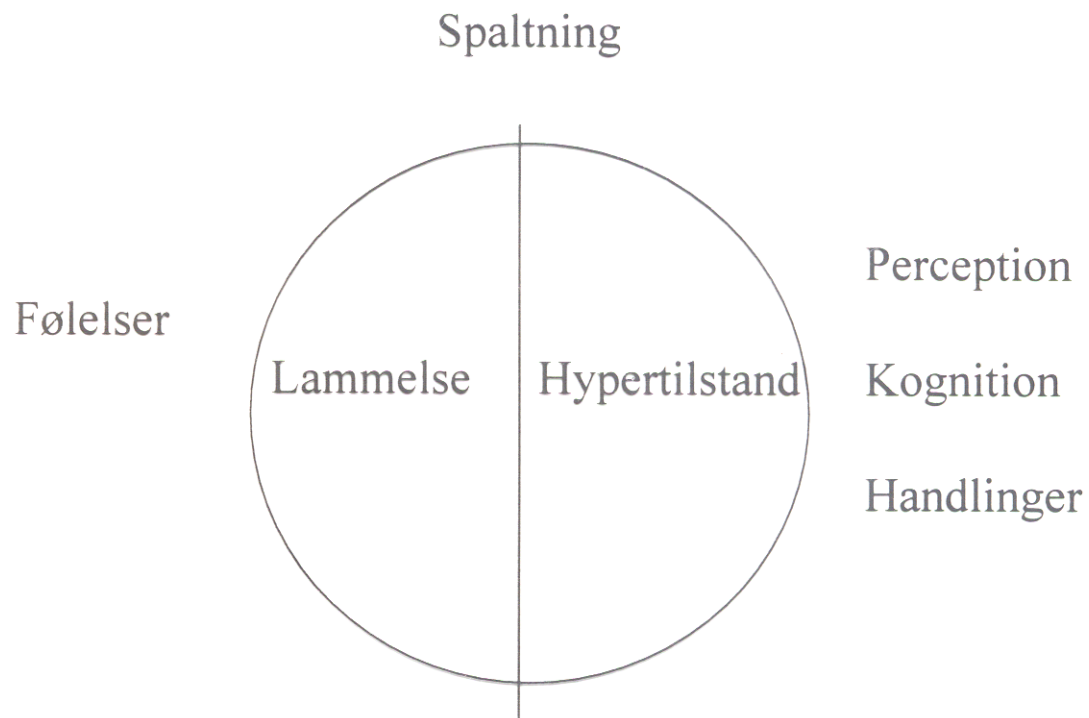 Spaltning
Perception
Følelser
Lammelse
Hypertilstand
Kognition
Handlinger